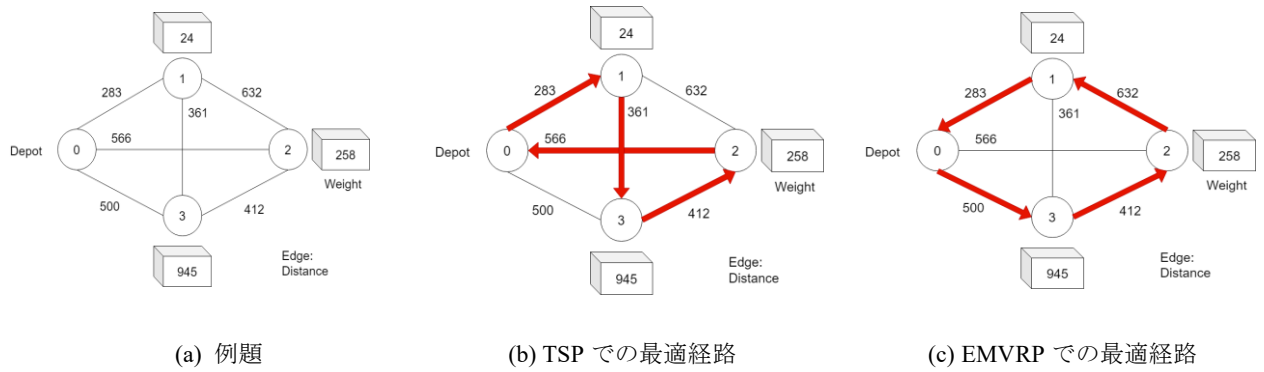 24
1
283
632
361
Depot
0
566
2
258
Weight
500
412
3
945
Edge:
Distance
(a) 例題
24
1
283
632
361
Depot
0
566
2
258
Weight
500
412
3
945
Edge:
Distance
(b) TSP での最適経路
24
1
283
632
361
Depot
0
566
2
258
Weight
500
412
3
945
Edge:
Distance
(c) EMVRP での最適経路